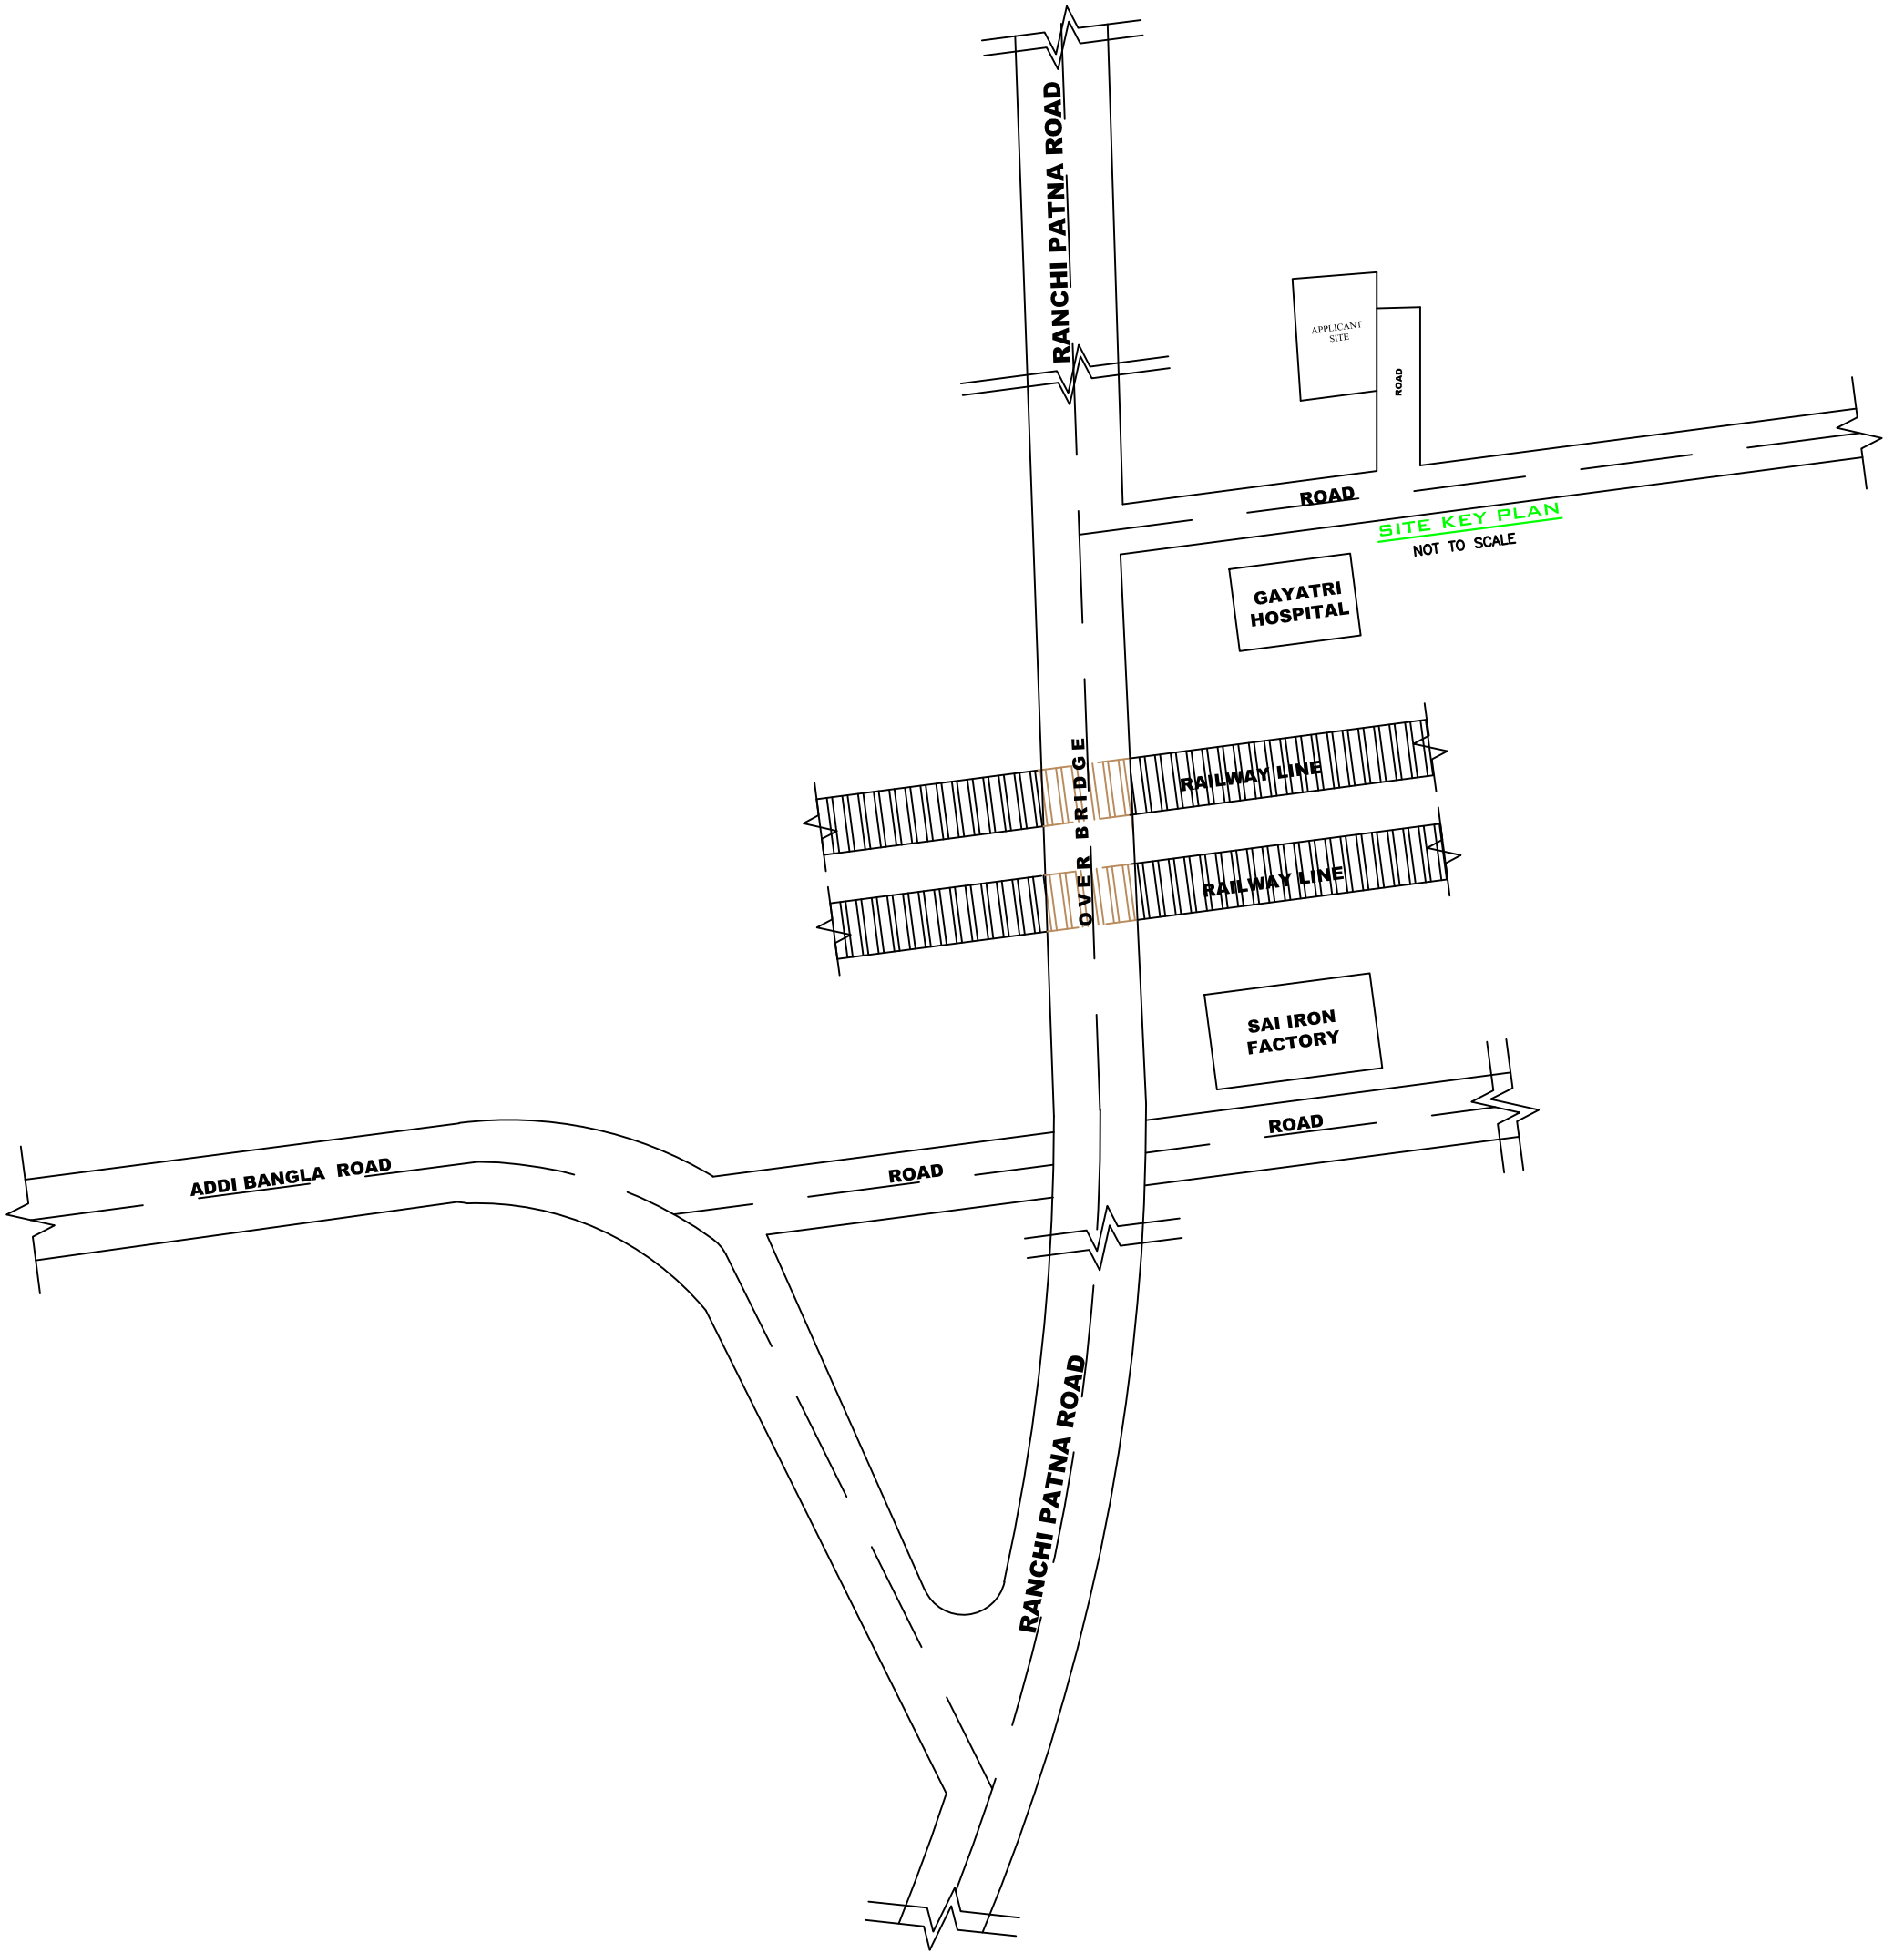 RANCHI PATNA ROAD
APPLICANT
SITE
ROAD
ROAD
SITE KEY PLAN
NOT TO SCALE
GAYATRI
HOSPITAL
OVER BRIDGE
RAILWAY LINE
RAILWAY LINE
SAI IRON
FACTORY
ROAD
ADDI BANGLA ROAD
ROAD
RANCHI PATNA ROAD